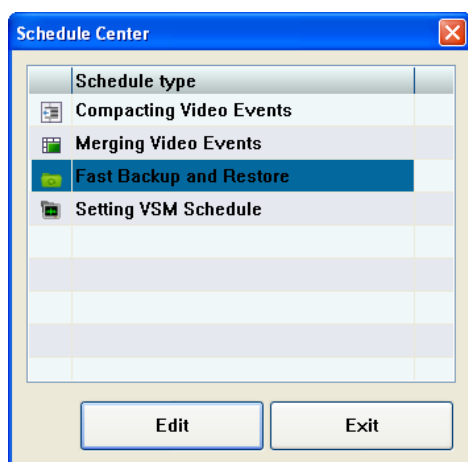 Schedule Center
Schedule type
Compacting Video Events
Merging Video Events
Fast Backup and Restore
Setting VSM Schedule
Edit
Exit